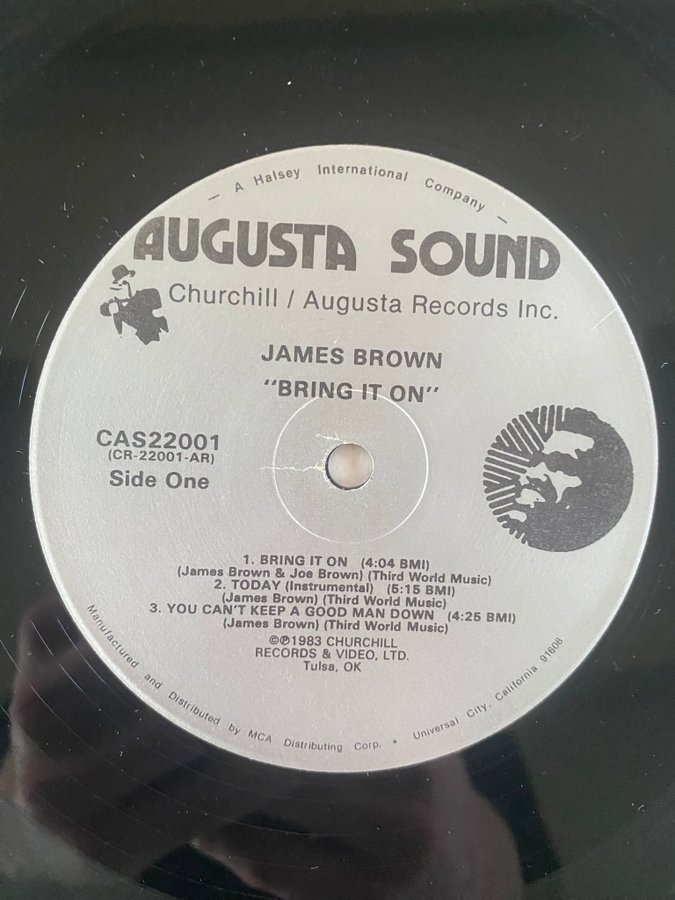 — A Halsey International Company —
AUGUSTA SOUND
Churchill / Augusta Records Inc.
JAMES BROWN
"BRING IT ON"
CAS22001
(CR-22001-AR)
Side One
1. BRING IT ON (4:04 BMI)
(James Brown & Joe Brown) (Third World Music)
2. TODAY (Instrumental) (5:15 BMI)
(James Brown) (Third World Music)
3. YOU CAN'T KEEP A GOOD MAN DOWN (4:25 BMI)
(James Brown) (Third World Music)
©℗1983 CHURCHILL
RECORDS & VIDEO, LTD.
Tulsa, OK
Manufactured and Distributed by MCA Distributing Corp. • Universal City, California 91608